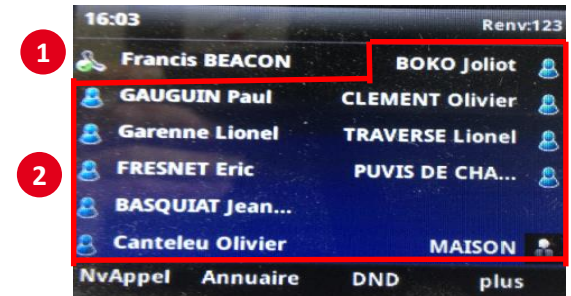 16:03 Renv:123
1 Francis BEACON BOKO Joliot
GAUGUIN Paul CLEMENT Olivier
Garenne Lionel TRAVERSE Lionel
2 FRESNET Eric PUVIS DE CHA...
BASQUIAT Jean...
Canteleu Olivier MAISON
NvAppel Annuaire DND plus